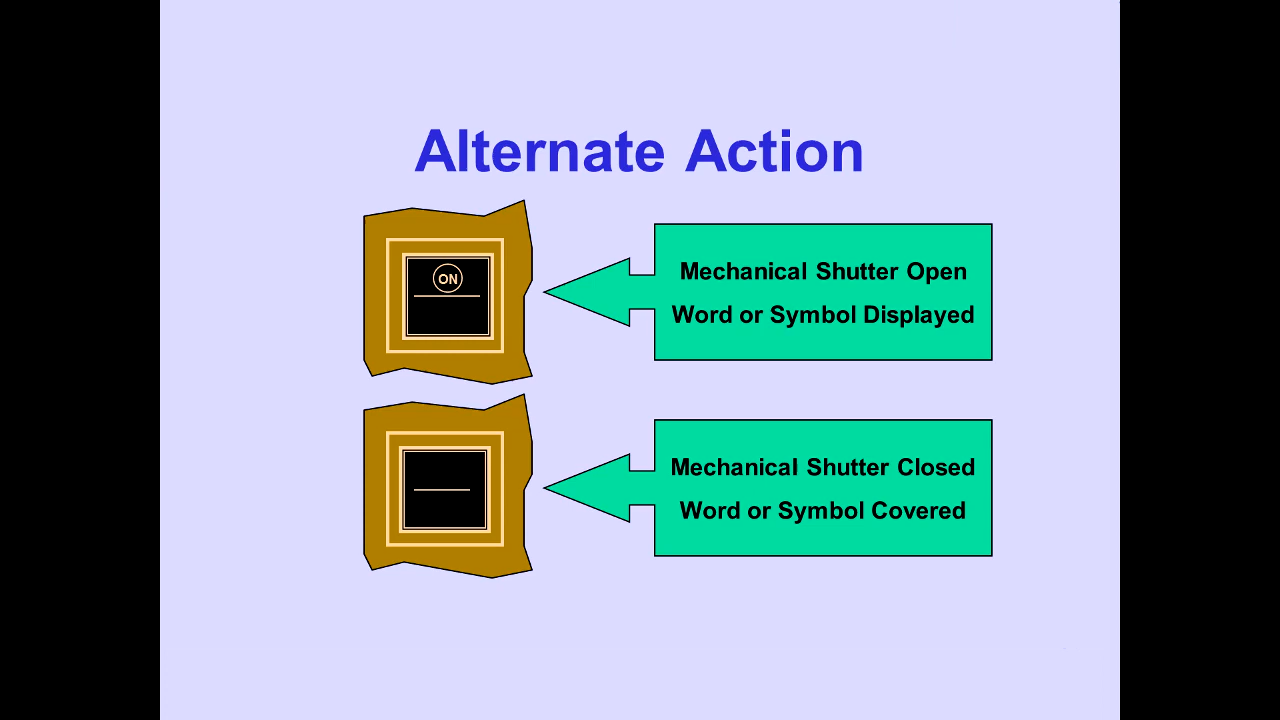 Alternate Action
ON
Mechanical Shutter Open
Word or Symbol Displayed
Mechanical Shutter Closed
Word or Symbol Covered